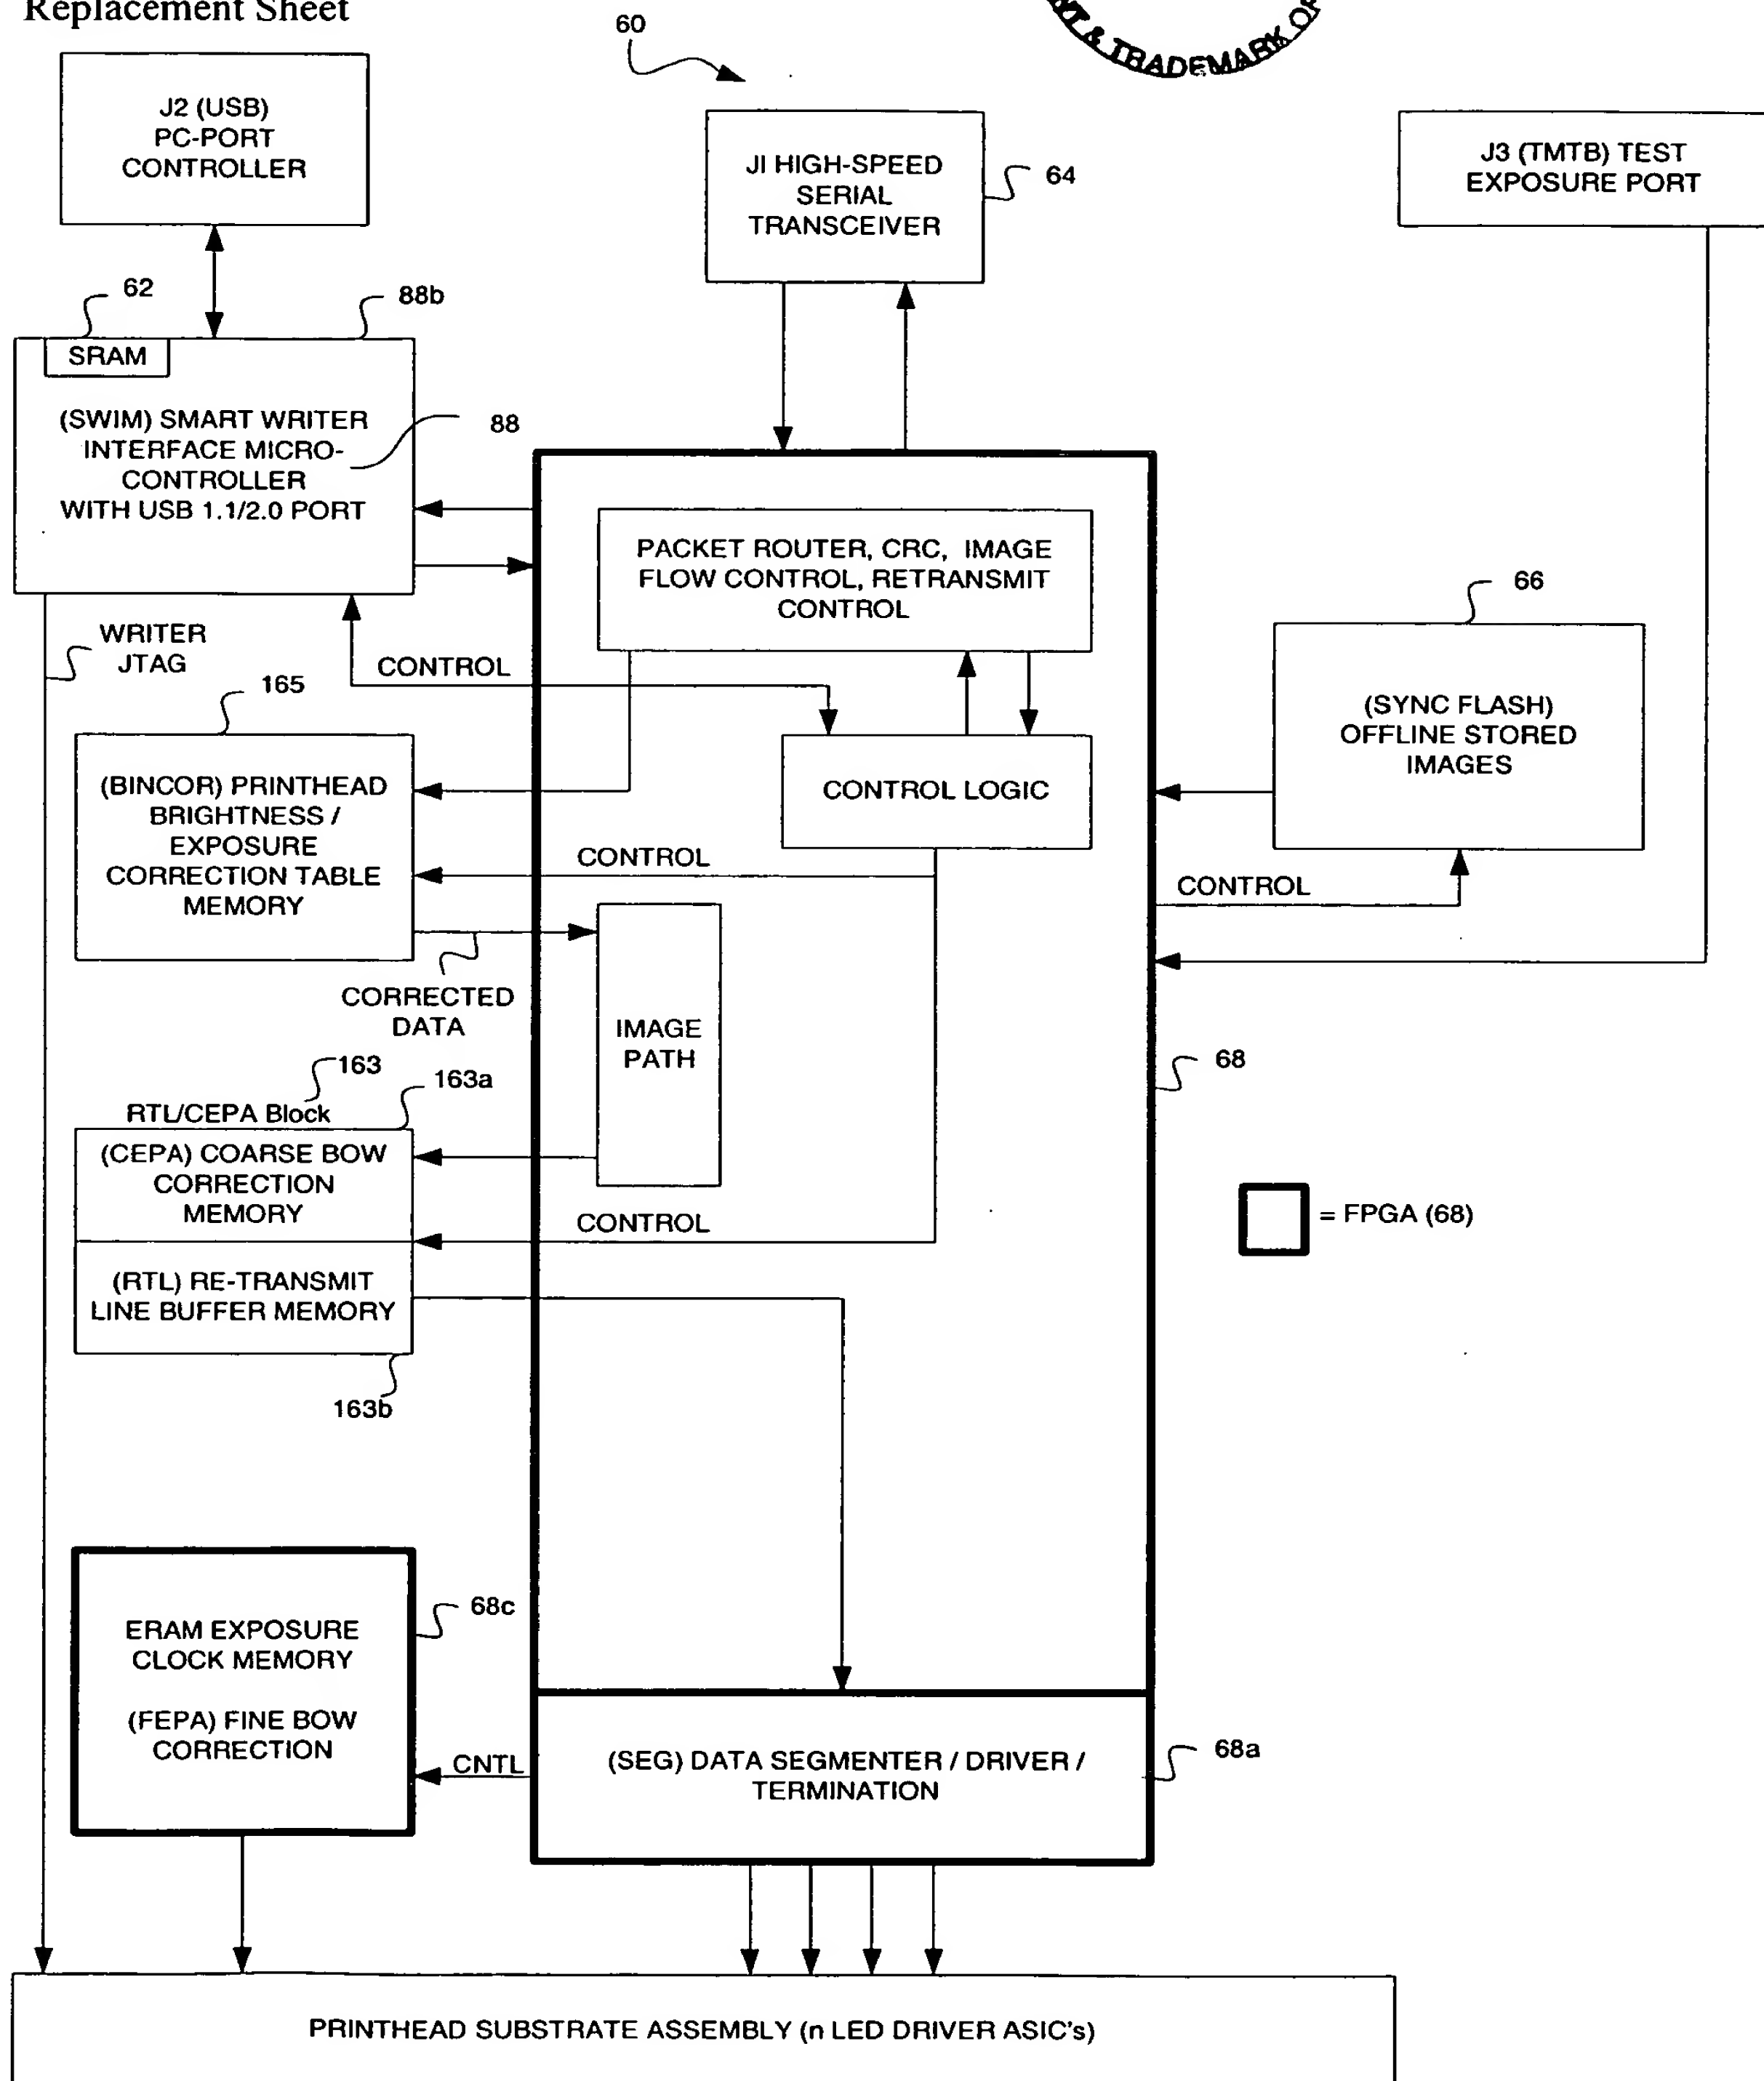 Replacement Sheet
& TRADEMARK
60
J2 (USB)
PC-PORT
CONTROLLER
JI HIGH-SPEED
SERIAL
TRANSCEIVER
64
J3 (TMTB) TEST
EXPOSURE PORT
62
88b
SRAM
(SWIM) SMART WRITER
INTERFACE MICRO-
CONTROLLER
WITH USB 1.1/2.0 PORT
88
PACKET ROUTER, CRC, IMAGE
FLOW CONTROL, RETRANSMIT
CONTROL
66
WRITER
JTAG
CONTROL
165
(SYNC FLASH)
OFFLINE STORED
IMAGES
(BINCOR) PRINTHEAD
BRIGHTNESS /
EXPOSURE
CORRECTION TABLE
MEMORY
CONTROL LOGIC
CONTROL
CONTROL
CORRECTED
DATA
IMAGE
PATH
68
163
163a
RTL/CEPA Block
(CEPA) COARSE BOW
CORRECTION
MEMORY
CONTROL
= FPGA (68)
(RTL) RE-TRANSMIT
LINE BUFFER MEMORY
163b
68c
ERAM EXPOSURE
CLOCK MEMORY
(FEPA) FINE BOW
CORRECTION
CNTL
(SEG) DATA SEGMENTER / DRIVER /
TERMINATION
68a
PRINTHEAD SUBSTRATE ASSEMBLY (n LED DRIVER ASIC's)